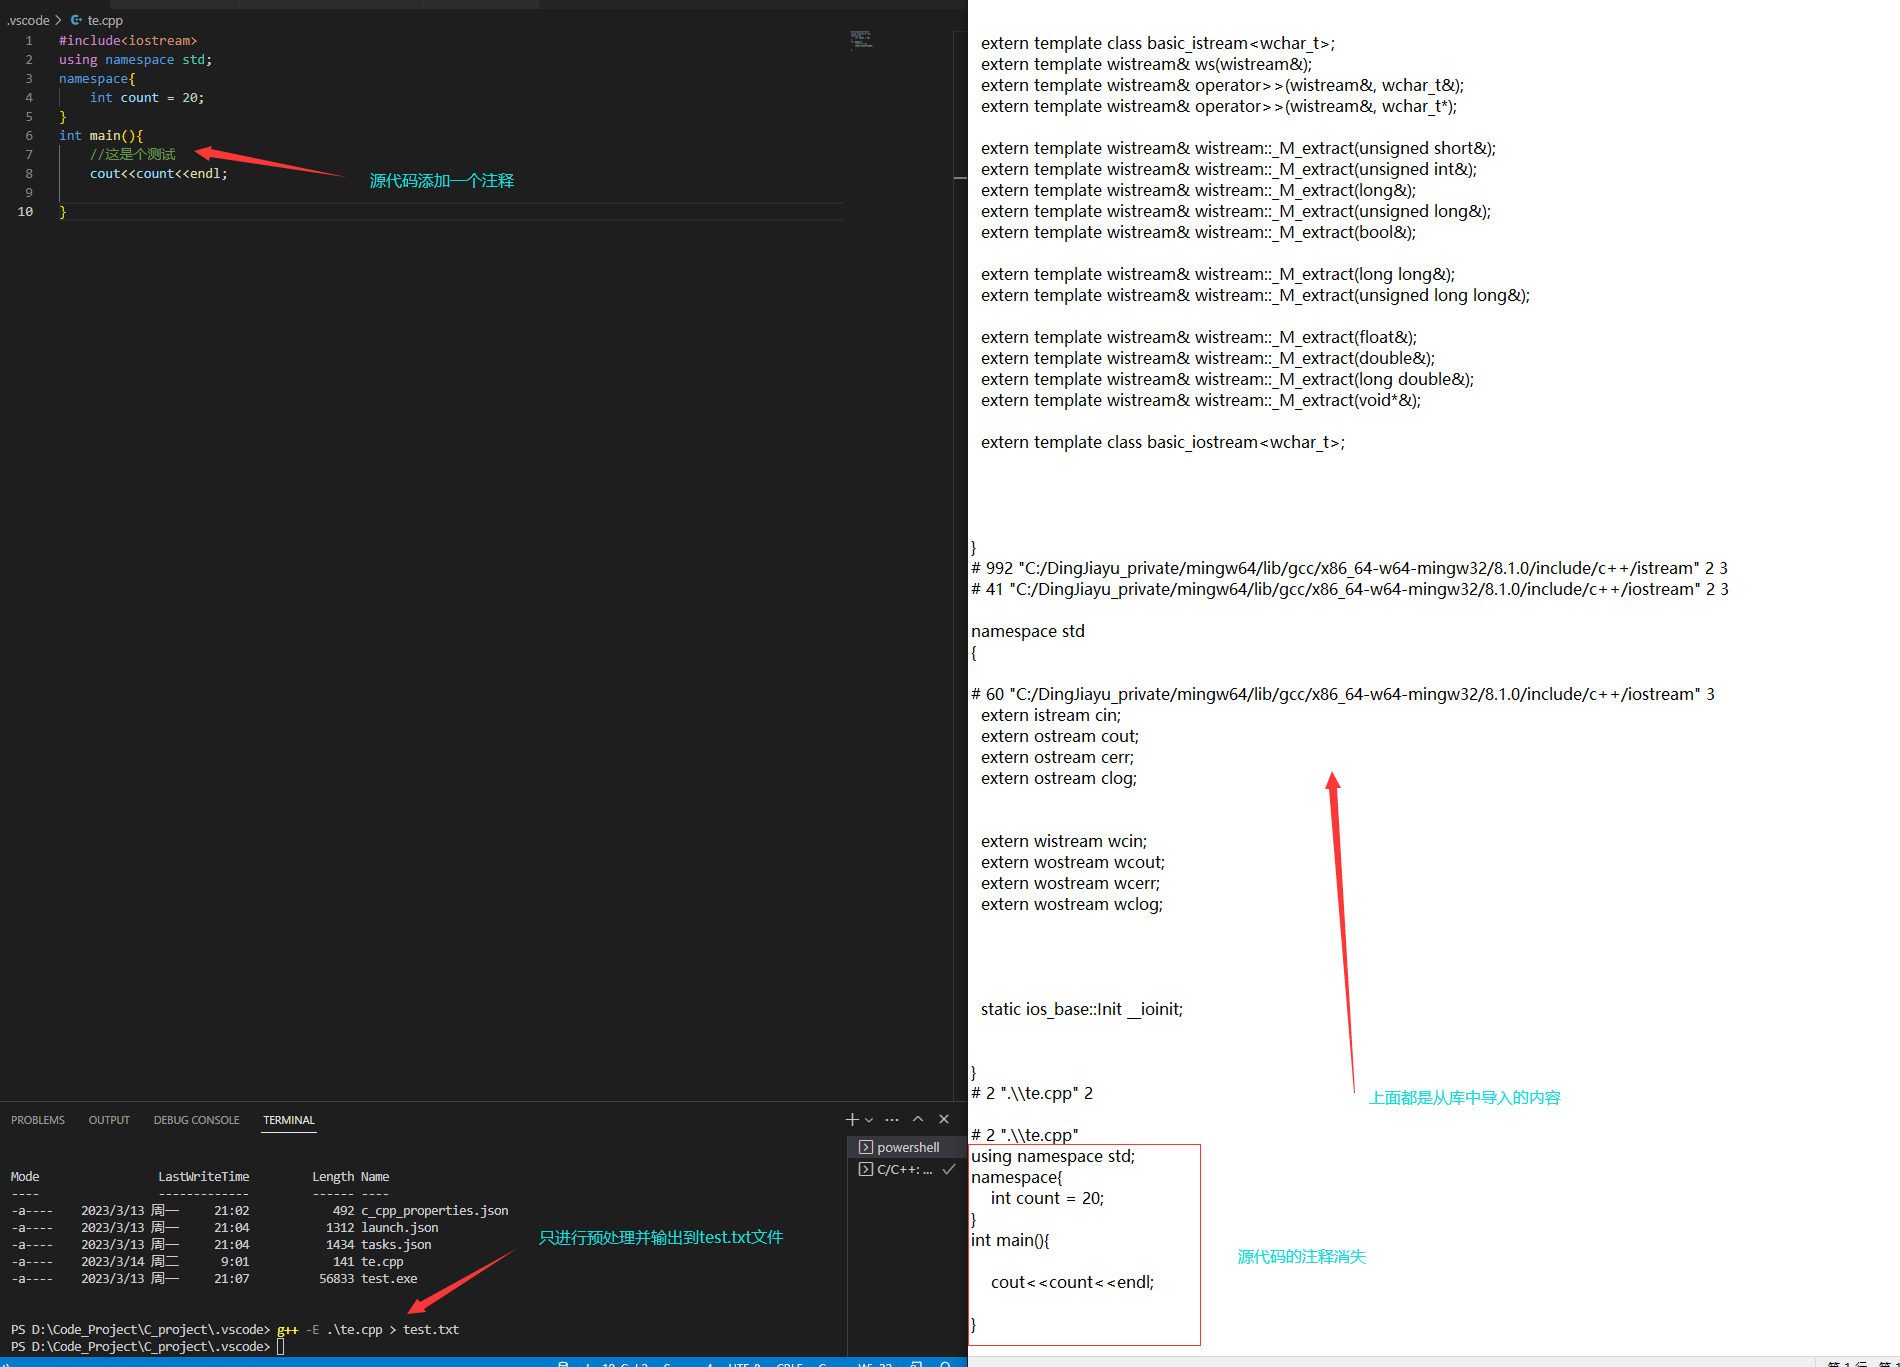 .vscode > te.cpp
1 #include<iostream>
2 using namespace std;
3 namespace{
4 int count = 20;
5 }
6 int main(){
7 //这是个测试
8 cout<<count<<endl;
9
10 }
源代码添加一个注释
PROBLEMS OUTPUT DEBUG CONSOLE TERMINAL
powershell
C/C++: ...
Mode LastWriteTime Length Name
---- ------------- ------ ----
-a---- 2023/3/13 周一 21:02 492 c_cpp_properties.json
-a---- 2023/3/13 周一 21:04 1312 launch.json
-a---- 2023/3/13 周一 21:04 1434 tasks.json
-a---- 2023/3/14 周二 9:01 141 te.cpp
-a---- 2023/3/13 周一 21:07 56833 test.exe
只进行预处理并输出到test.txt文件
PS D:\Code_Project\C_project\.vscode> g++ -E .\te.cpp > test.txt
PS D:\Code_Project\C_project\.vscode>
extern template class basic_istream<wchar_t>;
extern template wistream& ws(wistream&);
extern template wistream& operator>>(wistream&, wchar_t&);
extern template wistream& operator>>(wistream&, wchar_t*);
extern template wistream& wistream::_M_extract(unsigned short&);
extern template wistream& wistream::_M_extract(unsigned int&);
extern template wistream& wistream::_M_extract(long&);
extern template wistream& wistream::_M_extract(unsigned long&);
extern template wistream& wistream::_M_extract(bool&);
extern template wistream& wistream::_M_extract(long long&);
extern template wistream& wistream::_M_extract(unsigned long long&);
extern template wistream& wistream::_M_extract(float&);
extern template wistream& wistream::_M_extract(double&);
extern template wistream& wistream::_M_extract(long double&);
extern template wistream& wistream::_M_extract(void*&);
extern template class basic_iostream<wchar_t>;
}
# 992 "C:/DingJiayu_private/mingw64/lib/gcc/x86_64-w64-mingw32/8.1.0/include/c++/istream" 2 3
# 41 "C:/DingJiayu_private/mingw64/lib/gcc/x86_64-w64-mingw32/8.1.0/include/c++/iostream" 2 3
namespace std
{
# 60 "C:/DingJiayu_private/mingw64/lib/gcc/x86_64-w64-mingw32/8.1.0/include/c++/iostream" 3
extern istream cin;
extern ostream cout;
extern ostream cerr;
extern ostream clog;
extern wistream wcin;
extern wostream wcout;
extern wostream wcerr;
extern wostream wclog;
static ios_base::Init __ioinit;
}
# 2 ".\\te.cpp" 2
上面都是从库中导入的内容
# 2 ".\\te.cpp"
using namespace std;
namespace{
int count = 20;
}
int main(){
源代码的注释消失
cout<<count<<endl;
}